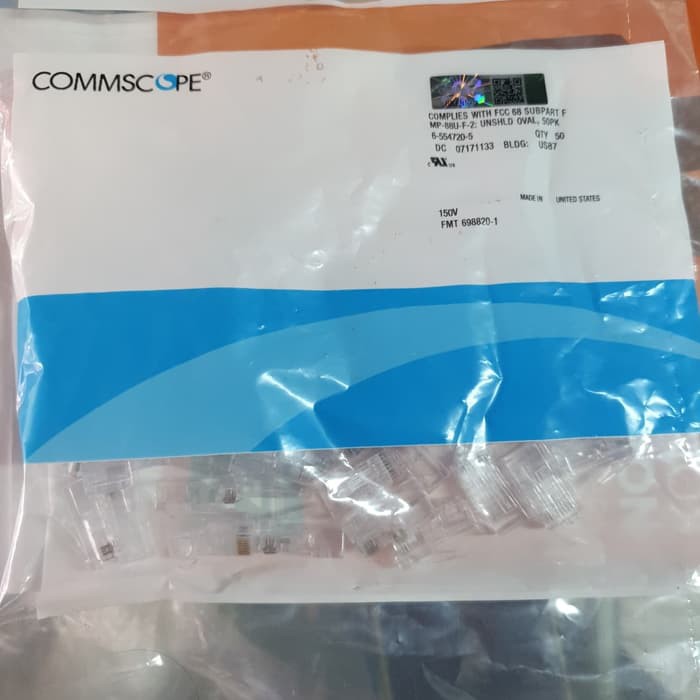 COMMSCOPE®
COMPLIES WITH FCC 68 SUBPART F
MP-88U-F-2: UNSHLD OVAL, 50PK
6-554720-5 QTY 50
DC 07171133 BLDG: US87
MADE IN UNITED STATES
150V
FMT 698820-1